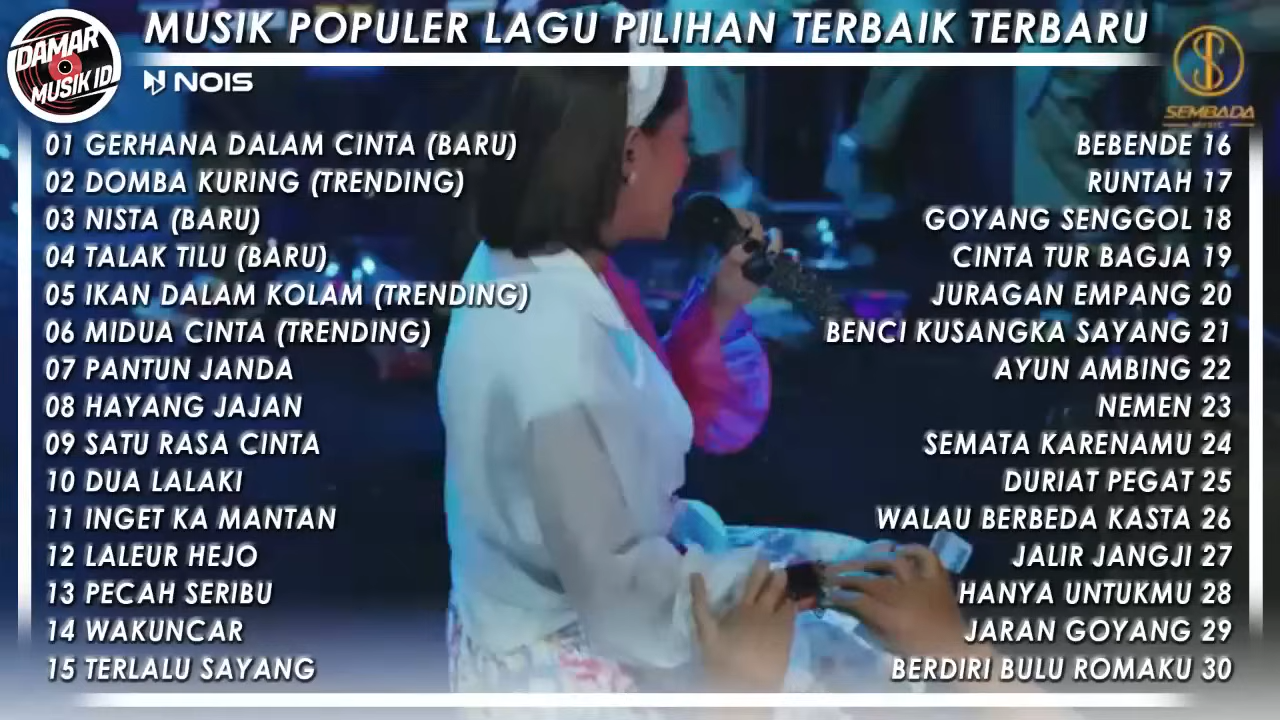 DAMAR
MUSIK ID
MUSIK POPULER LAGU PILIHAN TERBAIK TERBARU
NOIS
SEMBADA
MUSIC
01 GERHANA DALAM CINTA (BARU)
02 DOMBA KURING (TRENDING)
03 NISTA (BARU)
04 TALAK TILU (BARU)
05 IKAN DALAM KOLAM (TRENDING)
06 MIDUA CINTA (TRENDING)
07 PANTUN JANDA
08 HAYANG JAJAN
09 SATU RASA CINTA
10 DUA LALAKI
11 INGET KA MANTAN
12 LALEUR HEJO
13 PECAH SERIBU
14 WAKUNCAR
15 TERLALU SAYANG
BEBENDE 16
RUNTAH 17
GOYANG SENGGOL 18
CINTA TUR BAGJA 19
JURAGAN EMPANG 20
BENCI KUSANGKA SAYANG 21
AYUN AMBING 22
NEMEN 23
SEMATA KARENAMU 24
DURIAT PEGAT 25
WALAU BERBEDA KASTA 26
JALIR JANGJI 27
HANYA UNTUKMU 28
JARAN GOYANG 29
BERDIRI BULU ROMAKU 30